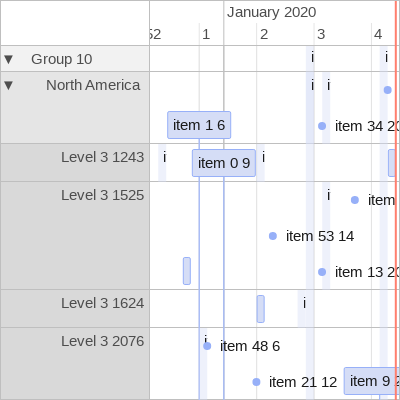 January 2020
52 1 2 3 4
▼ Group 10 i i
▼ North America i i
item 1 6 item 34 20
Level 3 1243 i item 0 9 i
Level 3 1525 i item
item 53 14
item 13 20
Level 3 1624 i
Level 3 2076 i
item 48 6
item 21 12 item 9 2